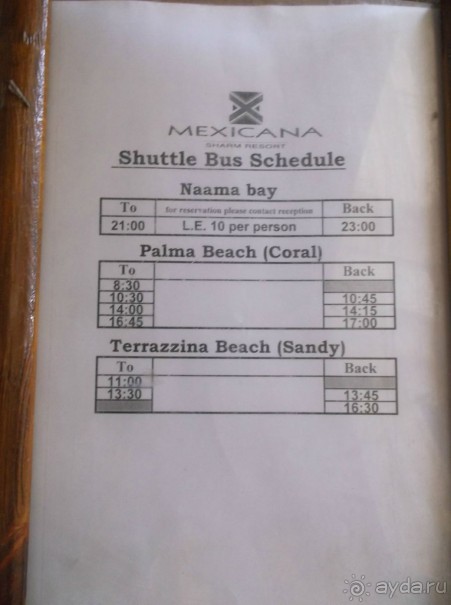 MEXICANA
SHARM RESORT
Shuttle Bus Schedule
Naama bay
To for reservation please contact reception Back
21:00 L.E. 10 per person 23:00
Palma Beach (Coral)
To Back
8:30
10:30 10:45
14:00 14:15
16:45 17:00
Terrazzina Beach (Sandy)
To Back
11:00
13:30 13:45
16:30
ayda.ru